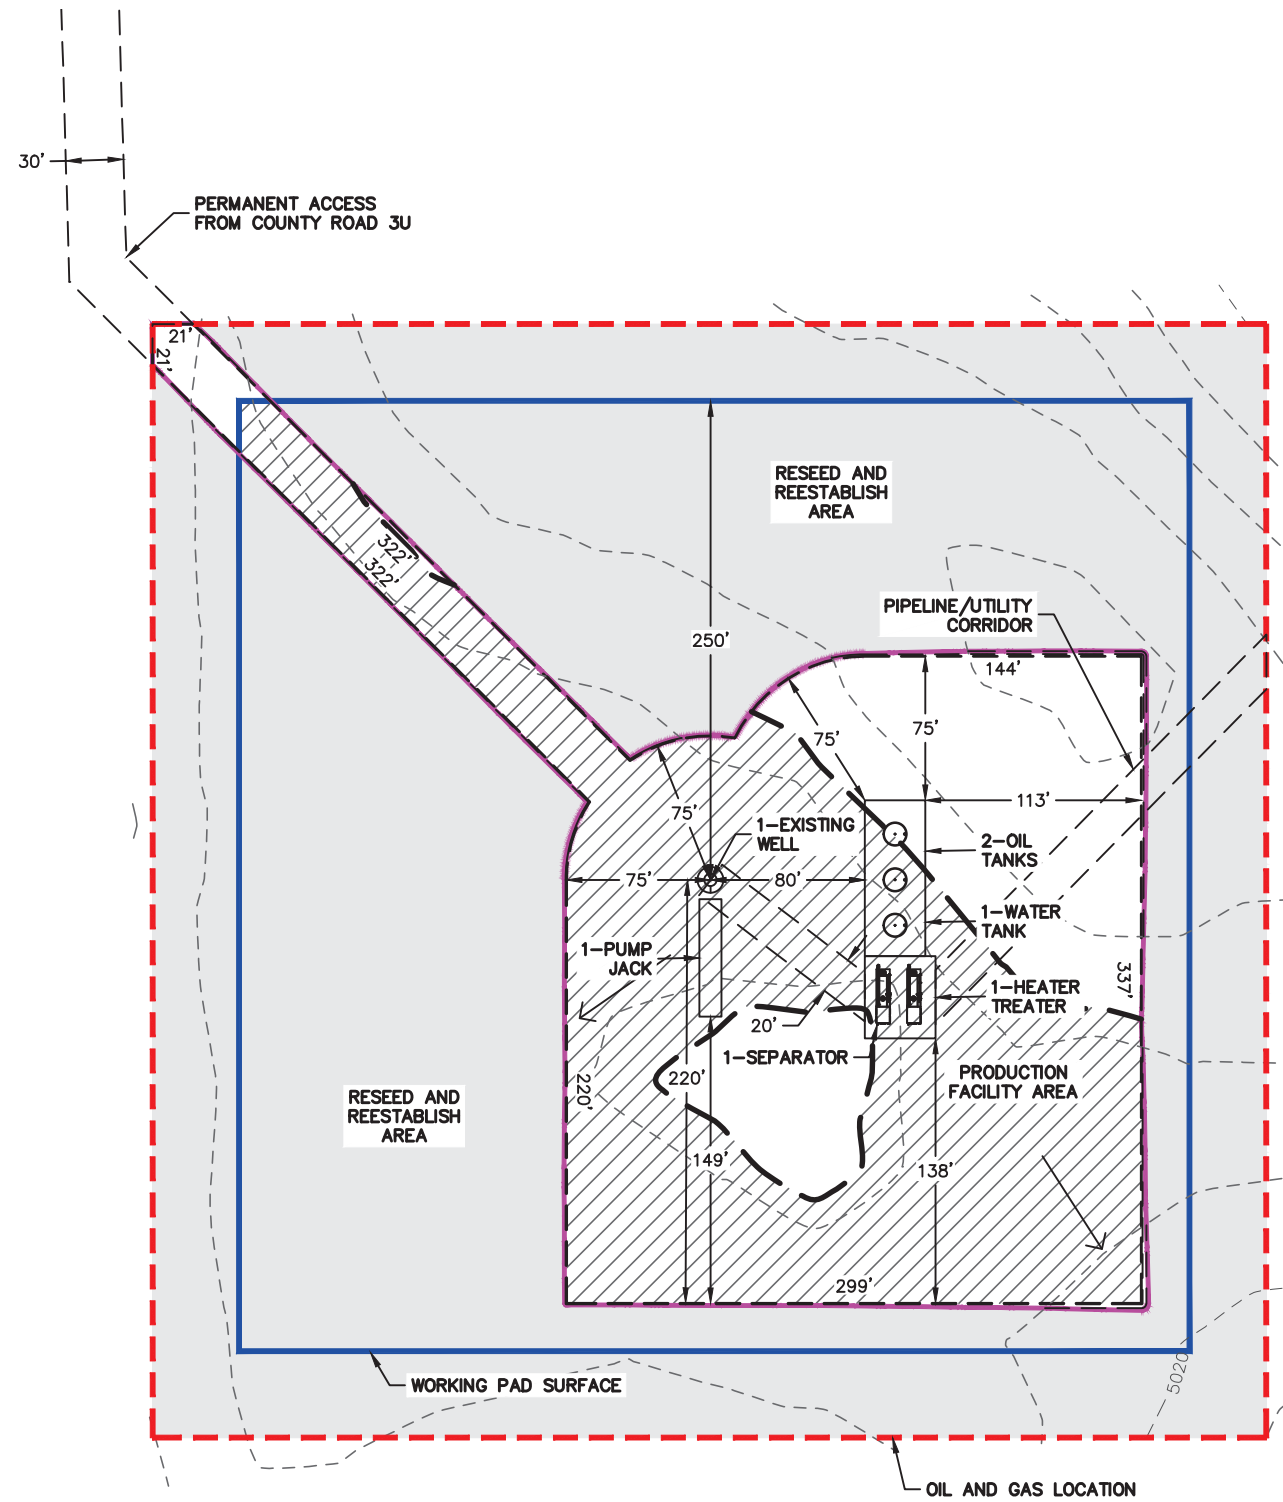 30'
PERMANENT ACCESS
FROM COUNTY ROAD 3U
21'
21'
RESEED AND
REESTABLISH
AREA
322'
322'
PIPELINE/UTILITY
CORRIDOR
250'
144'
75'
75'
75'
113'
1-EXISTING
WELL
2-OIL
TANKS
75'
80'
1-WATER
TANK
1-PUMP
JACK
337'
1-HEATER
TREATER
20'
1-SEPARATOR
220'
220'
PRODUCTION
FACILITY AREA
RESEED AND
REESTABLISH
AREA
149'
138'
299'
5020
WORKING PAD SURFACE
OIL AND GAS LOCATION